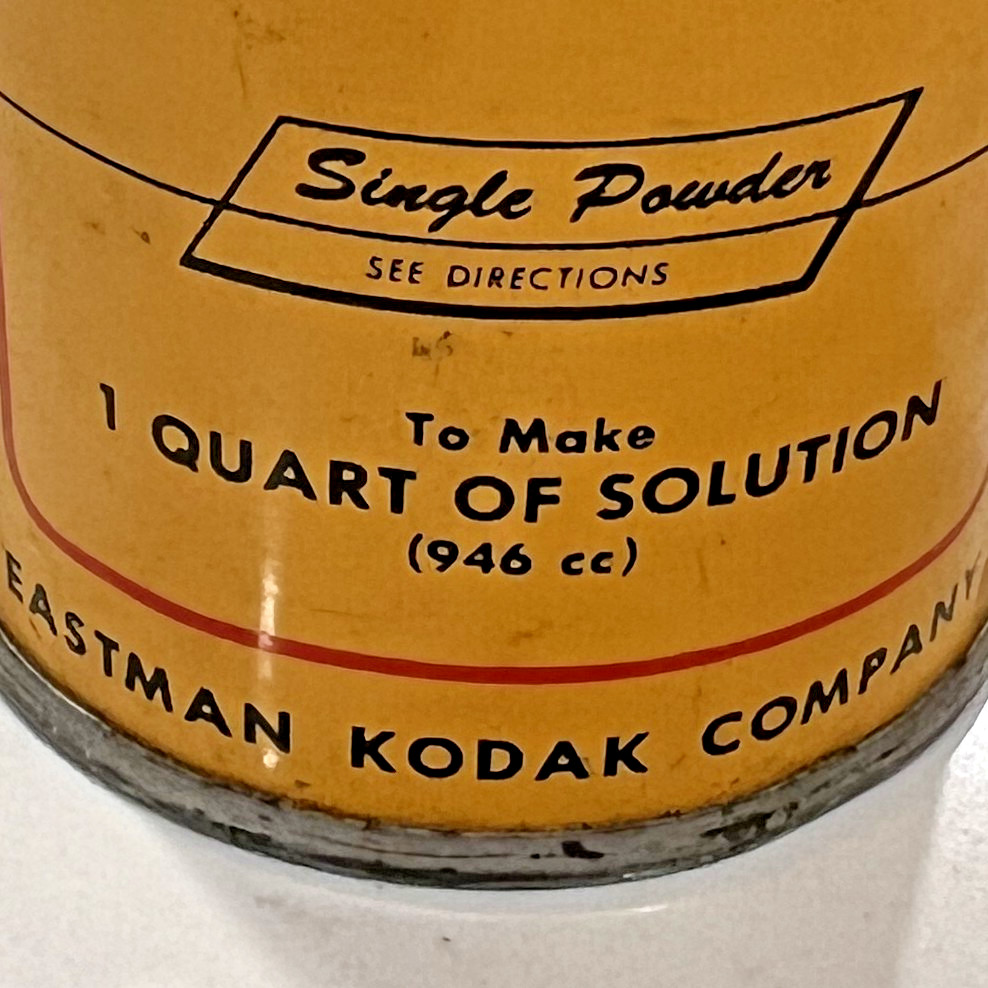 Single Powder
SEE DIRECTIONS
To Make
1 QUART OF SOLUTION
(946 cc)
EASTMAN KODAK COMPANY